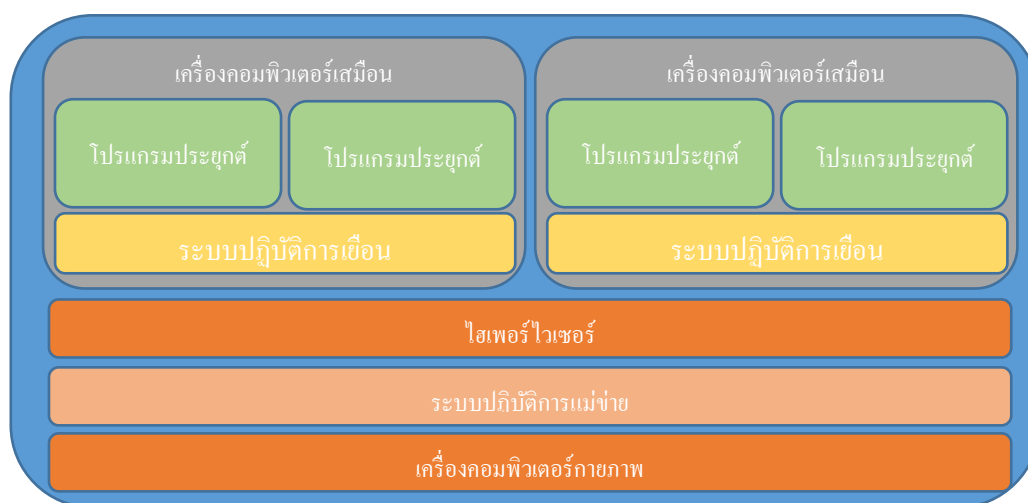 เครื่องคอมพิวเตอร์เสมือน
โปรแกรมประยุกต์
โปรแกรมประยุกต์
ระบบปฏิบัติการเยือน
เครื่องคอมพิวเตอร์เสมือน
โปรแกรมประยุกต์
โปรแกรมประยุกต์
ระบบปฏิบัติการเยือน
ไฮเพอร์ไวเซอร์
ระบบปฏิบัติการแม่ข่าย
เครื่องคอมพิวเตอร์กายภาพ